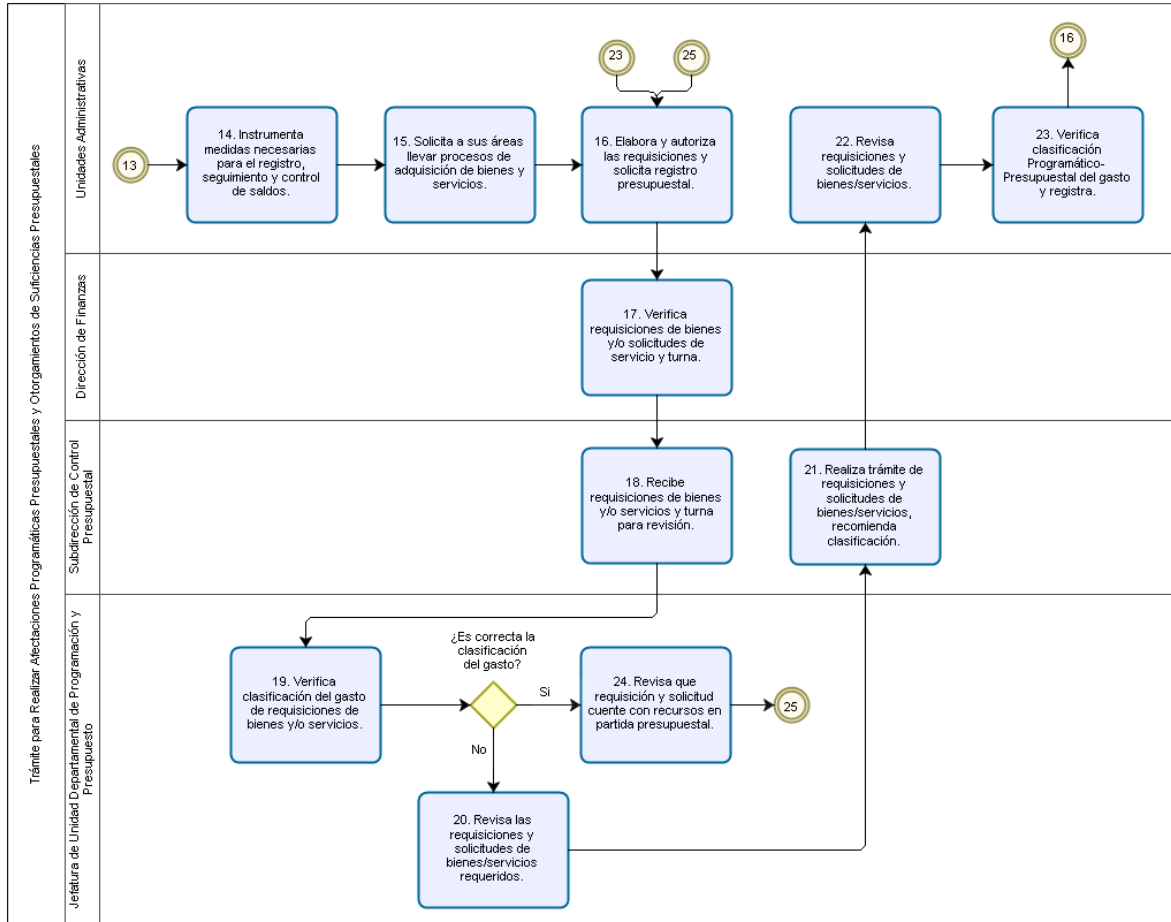 Trámite para Realizar Afectaciones Programáticas Presupuestales y Otorgamientos de Suficiencias Presupuestales
Unidades Administrativas
13
14. Instrumenta
medidas necesarias
para el registro,
seguimiento y control
de saldos.
15. Solicita a sus áreas
llevar procesos de
adquisición de bienes y
servicios.
23
25
16. Elabora y autoriza
las requisiciones y
solicita registro
presupuestal.
22. Revisa
requisiciones y
solicitudes de
bienes/servicios.
16
23. Verifica
clasificación
Programático-
Presupuestal del gasto
y registra.
Dirección de Finanzas
17. Verifica
requisiciones de bienes
y/o solicitudes de
servicio y turna.
Subdirección de Control
Presupuestal
18. Recibe
requisiciones de bienes
y/o servicios y turna
para revisión.
21. Realiza trámite de
requisiciones y
solicitudes de
bienes/servicios,
recomienda
clasificación.
Jefatura de Unidad Departamental de Programación y
Presupuesto
19. Verifica
clasificación del gasto
de requisiciones de
bienes y/o servicios.
¿Es correcta la
clasificación
del gasto?
Si
No
24. Revisa que
requisición y solicitud
cuente con recursos en
partida presupuestal.
25
20. Revisa las
requisiciones y
solicitudes de
bienes/servicios
requeridos.